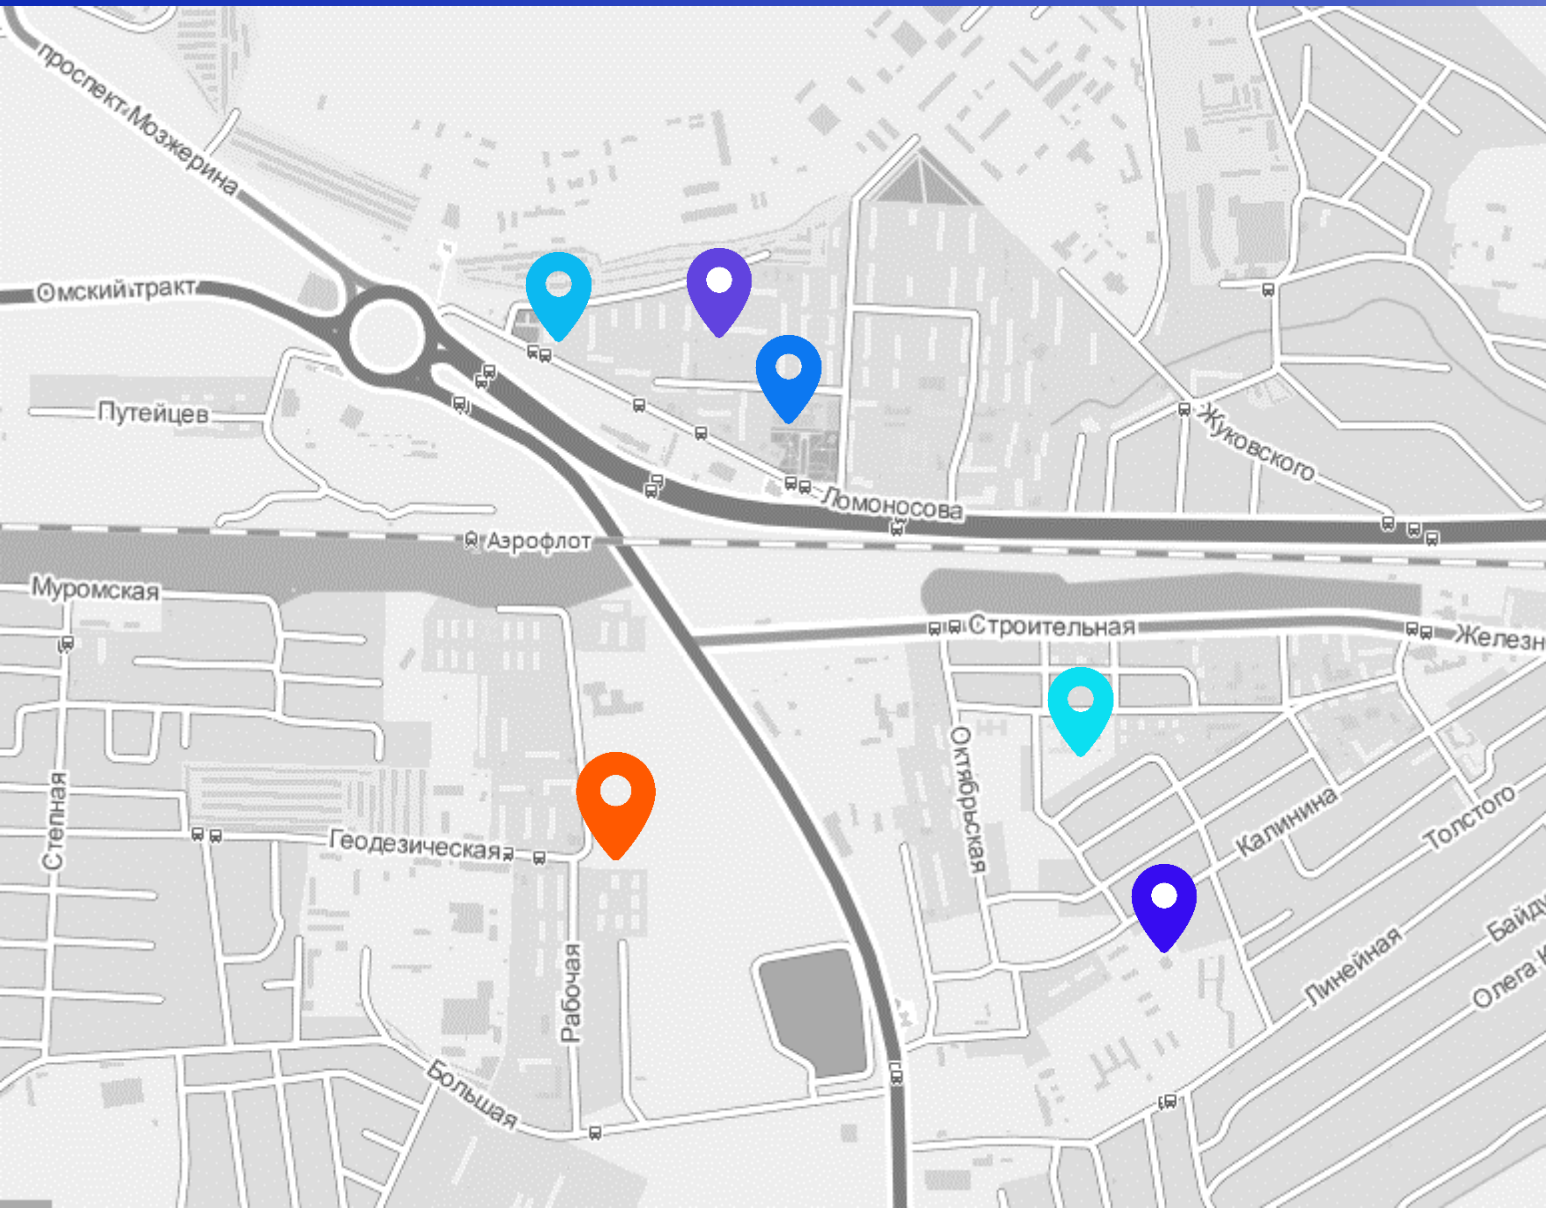 проспект Мозжерина
Омский тракт
Путейцев
Жуковского
Ломоносова
Аэрофлот
Муромская
Строительная
Железн
Октябрьская
Степная
Геодезическая
Калинина
Толстого
Рабочая
Линейная
Байду
Олега К
Большая